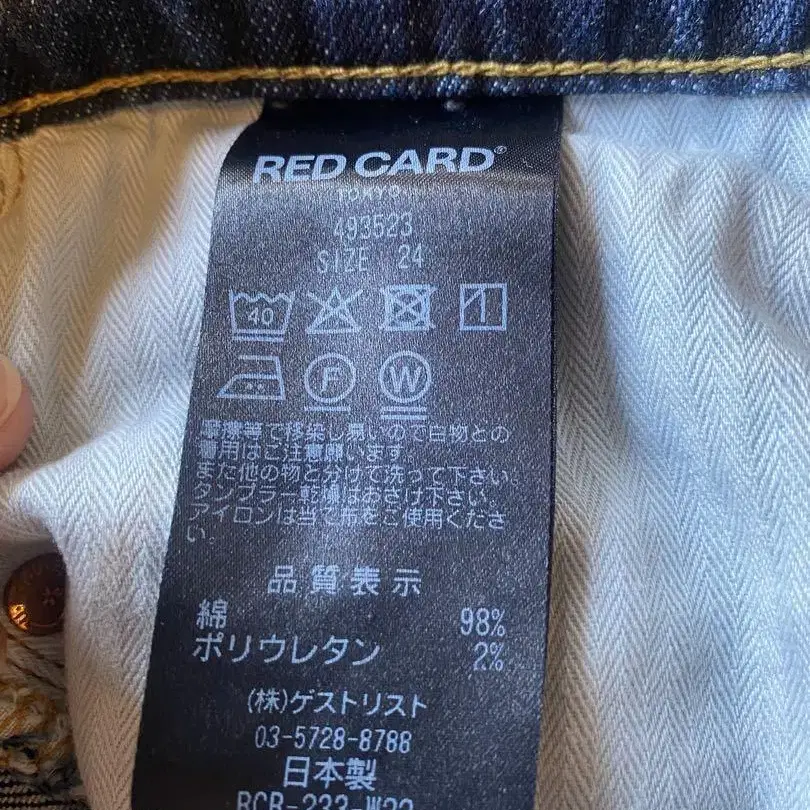 RED CARD®
TOKYO
493523
SIZE 24
40
F W
摩擦等で移染し易いので白物との
着用はご注意願います。
また他の物と分けて洗って下さい。
タンブラー乾燥はおさけ下さい。
アイロンは当て布をご使用くださ
い。
品質表示
綿 98%
ポリウレタン 2%
(株)ゲストリスト
03-5728-8788
日本製